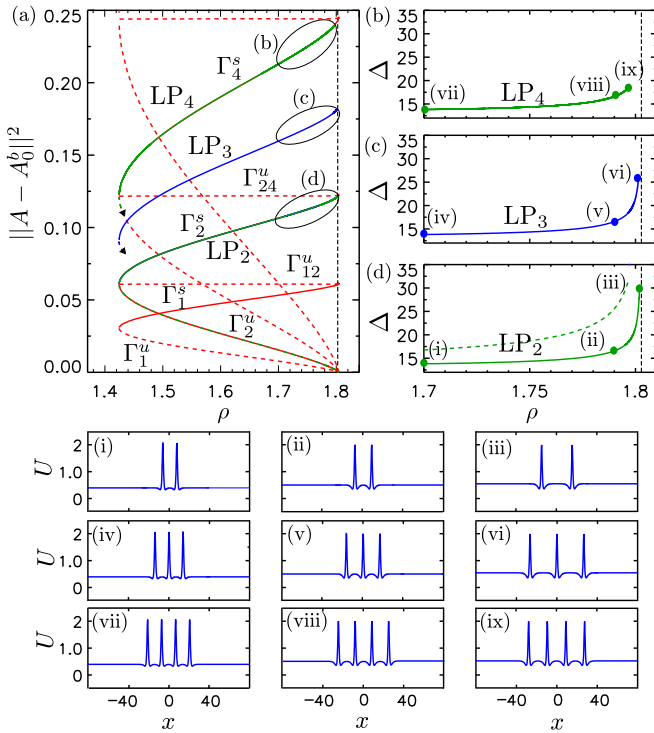 (a)
||A − A₀ᵇ||²
0.25
0.20
0.15
0.10
0.05
0.00
(b)
Γ₄ˢ
LP₄
(c)
LP₃
Γ₂₄ᵘ
(d)
Γ₂ˢ
LP₂
Γ₁₂ᵘ
Γ₁ˢ
Γ₂ᵘ
Γ₁ᵘ
1.4 1.5 1.6 1.7 1.8
ρ
(b)
Δ
35
30
25
20
15
(vii)
LP₄
(viii)
(ix)
(c)
Δ
35
30
25
20
15
(iv)
LP₃
(v)
(vi)
(d)
Δ
35
30
25
20
15
(i)
LP₂
(ii)
(iii)
1.7 1.75 1.8
ρ
U
2
1.0
0
(i)
(ii)
(iii)
U
2
1.0
0
(iv)
(v)
(vi)
U
2
1.0
0
(vii)
(viii)
(ix)
−40 0 40
−40 0 40
−40 0 40
x
x
x